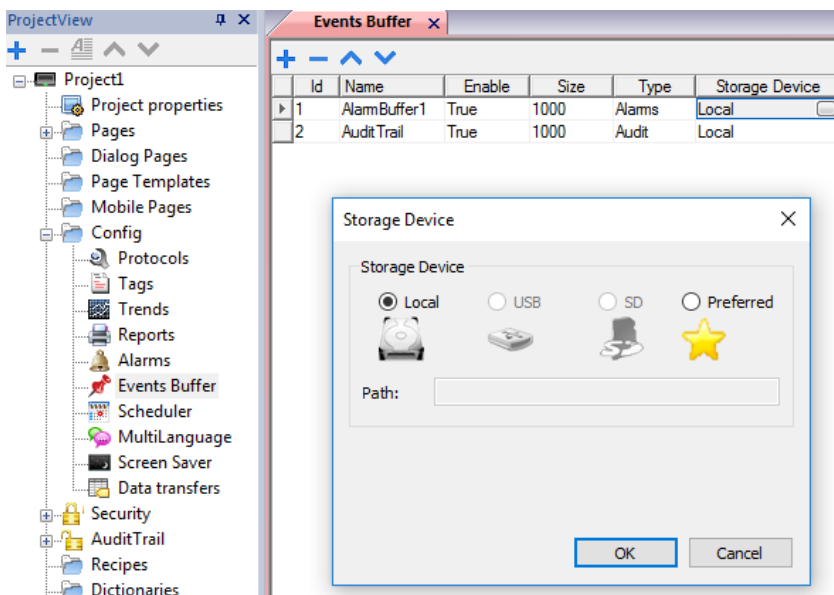 ProjectView
Project1
Project properties
Pages
Dialog Pages
Page Templates
Mobile Pages
Config
Protocols
Tags
Trends
Reports
Alarms
Events Buffer
Scheduler
MultiLanguage
Screen Saver
Data transfers
Security
AuditTrail
Recipes
Dictionaries
Events Buffer
Id Name Enable Size Type Storage Device
1 AlarmBuffer1 True 1000 Alarms Local
2 AuditTrail True 1000 Audit Local
Storage Device
Storage Device
Local USB SD Preferred
Path:
OK Cancel